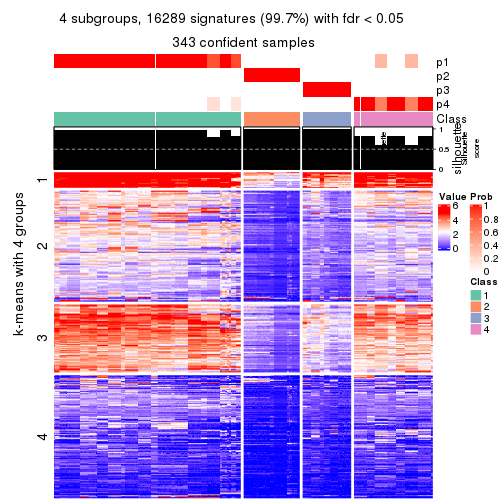 4 subgroups, 16289 signatures (99.7%) with fdr < 0.05
343 confident samples
p1
p2
p3
p4
Class
1
0.5
0
silhouette
Silhouette
score
k-means with 4 groups
1
2
3
4
Value
6
4
2
0
Prob
1
0.8
0.6
0.4
0.2
0
Class
1
2
3
4